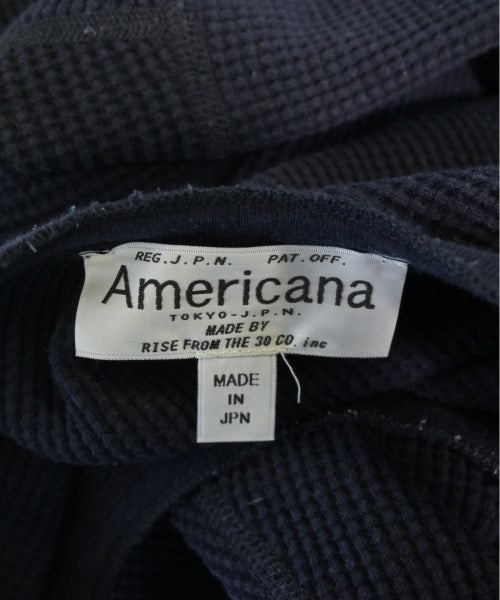 REG.J.P.N. PAT.OFF.
Americana
TOKYO-J.P.N.
MADE BY
RISE FROM THE 30 CO. inc
MADE
IN
JPN